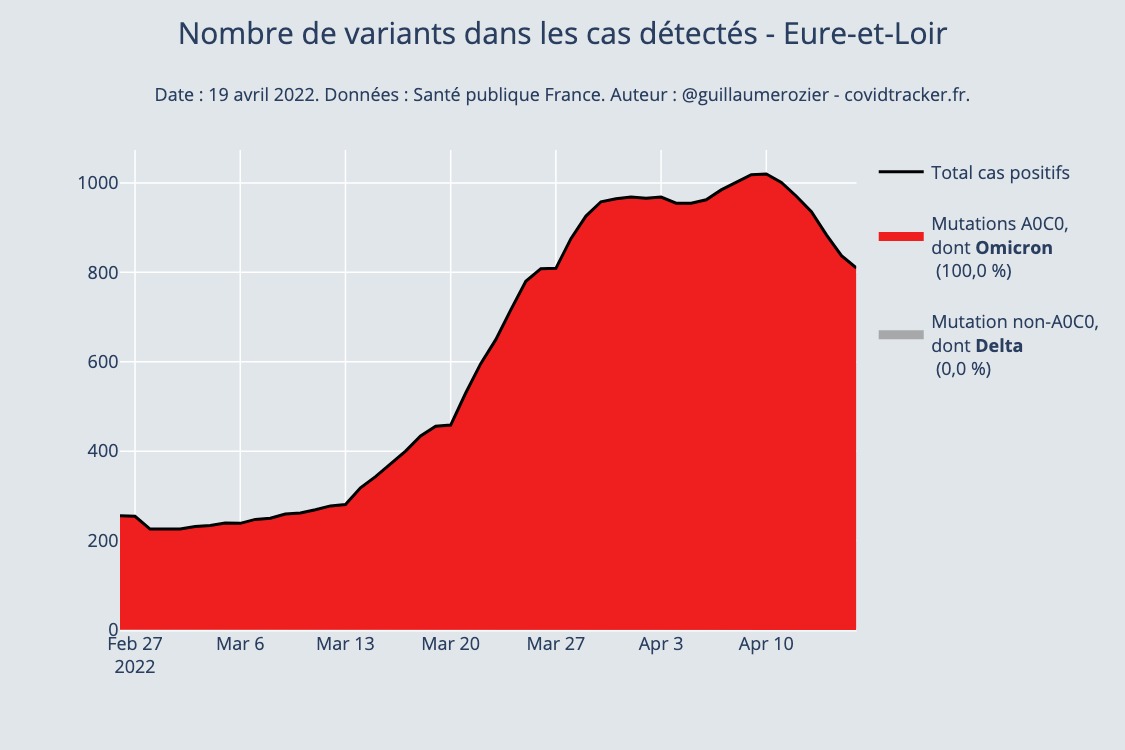 Nombre de variants dans les cas détectés - Eure-et-Loir
Date : 19 avril 2022. Données : Santé publique France. Auteur : @guillaumerozier - covidtracker.fr.
1000
800
600
400
200
0
Feb 27
2022
Mar 6
Mar 13
Mar 20
Mar 27
Apr 3
Apr 10
Total cas positifs
Mutations A0C0,
dont Omicron
(100,0 %)
Mutation non-A0C0,
dont Delta
(0,0 %)